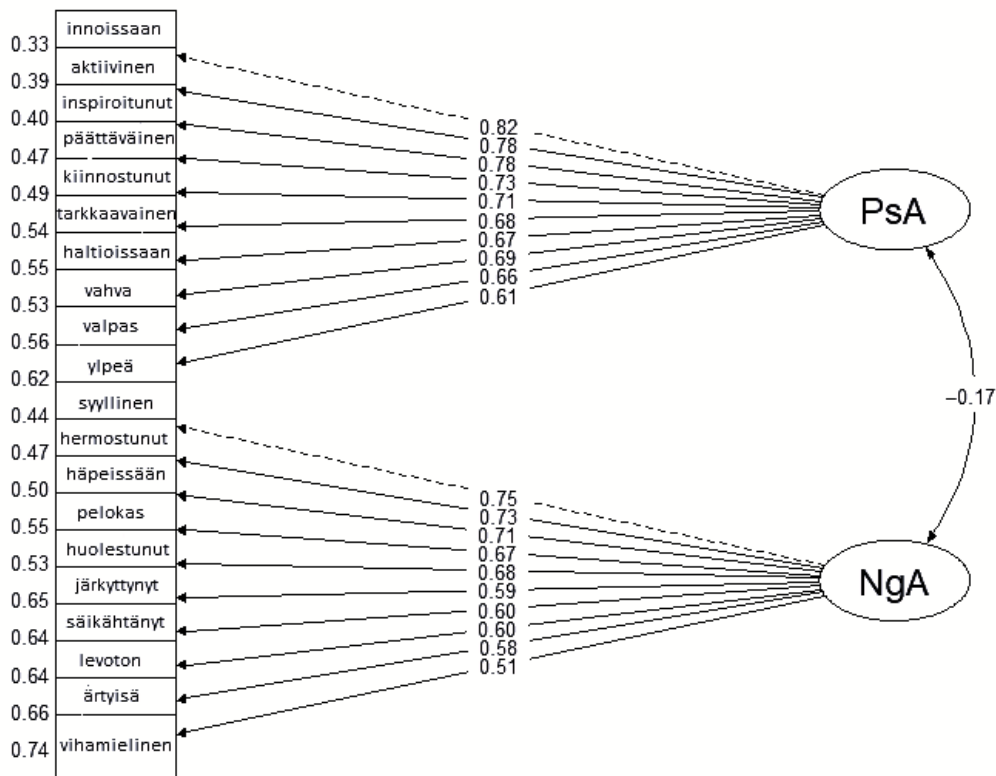 innoissaan
0.33
aktiivinen
0.39
inspiroitunut
0.40
päättäväinen
0.47
kiinnostunut
0.49
tarkkaavainen
0.54
haltioissaan
0.55
vahva
0.53
valpas
0.56
ylpeä
0.62
syyllinen
0.44
hermostunut
0.47
häpeissään
0.50
pelokas
0.55
huolestunut
0.53
järkyttynyt
0.65
säikähtänyt
0.64
levoton
0.64
ärtyisä
0.66
vihamielinen
0.74
0.82
0.78
0.78
0.73
0.71
0.68
0.67
0.69
0.66
0.61
0.75
0.73
0.71
0.67
0.68
0.59
0.60
0.60
0.58
0.51
PsA
–0.17
NgA